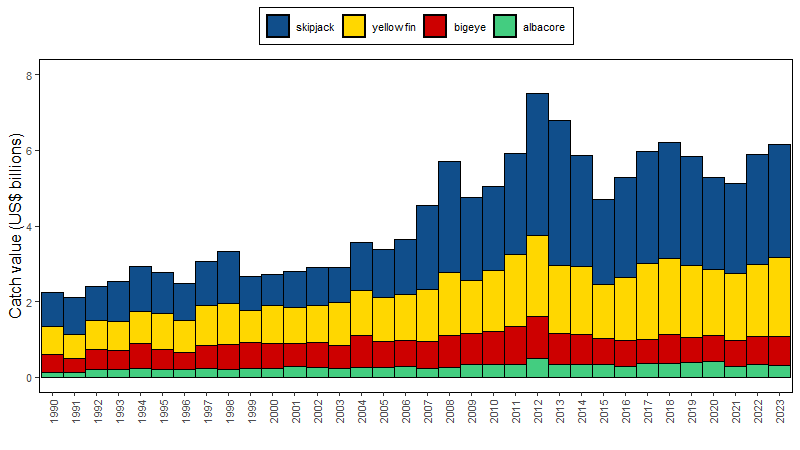 skipjack yellowfin bigeye albacore
Catch value (US$ billions)
8
6
4
2
0
1990 1991 1992 1993 1994 1995 1996 1997 1998 1999 2000 2001 2002 2003 2004 2005 2006 2007 2008 2009 2010 2011 2012 2013 2014 2015 2016 2017 2018 2019 2020 2021 2022 2023